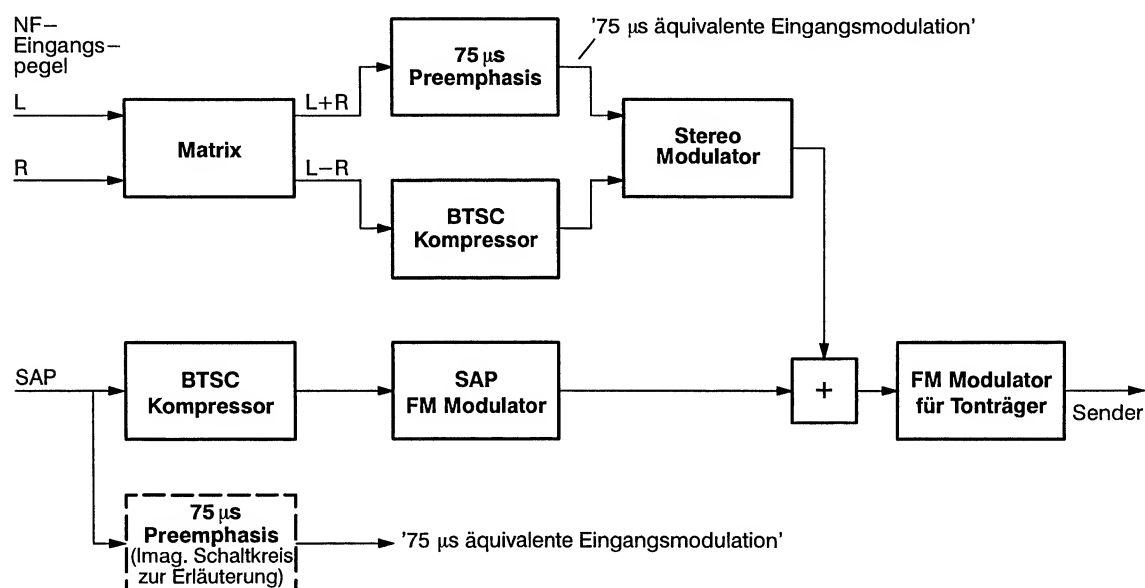 NF–
Eingangs–
pegel
L
R
Matrix
L+R
L–R
75 µs
Preemphasis
'75 µs äquivalente Eingangsmodulation'
BTSC
Kompressor
Stereo
Modulator
SAP
BTSC
Kompressor
SAP
FM Modulator
+
FM Modulator
für Tonträger
Sender
75 µs
Preemphasis
(Imag. Schaltkreis
zur Erläuterung)
'75 µs äquivalente Eingangsmodulation'